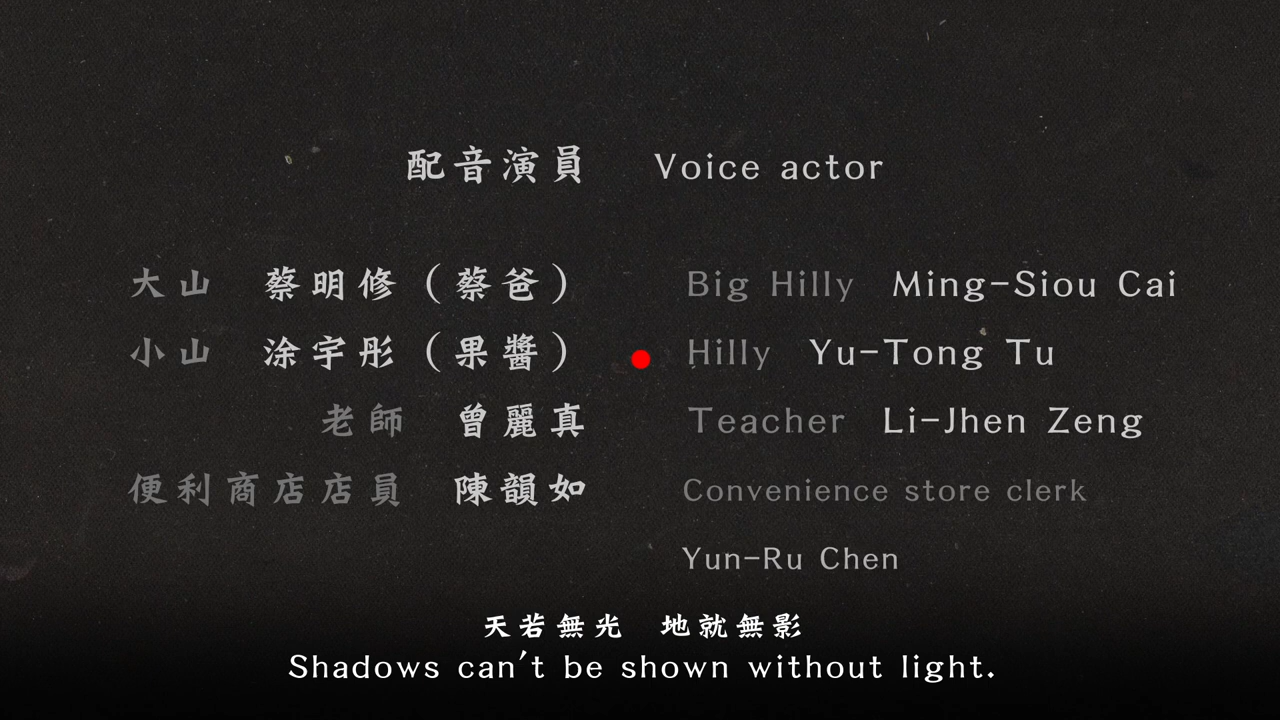 配音演員 Voice actor
大山 蔡明修（蔡爸） Big Hilly Ming-Siou Cai
小山 涂宇彤（果醬） Hilly Yu-Tong Tu
老師 曾麗真 Teacher Li-Jhen Zeng
便利商店店員 陳韻如 Convenience store clerk
Yun-Ru Chen
天若無光 地就無影
Shadows can't be shown without light.